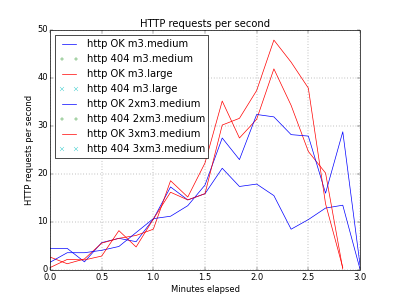 HTTP requests per second
50
40
30
20
10
0
HTTP requests per second
http OK m3.medium
http 404 m3.medium
http OK m3.large
http 404 m3.large
http OK 2xm3.medium
http 404 2xm3.medium
http OK 3xm3.medium
http 404 3xm3.medium
0.0 0.5 1.0 1.5 2.0 2.5 3.0
Minutes elapsed